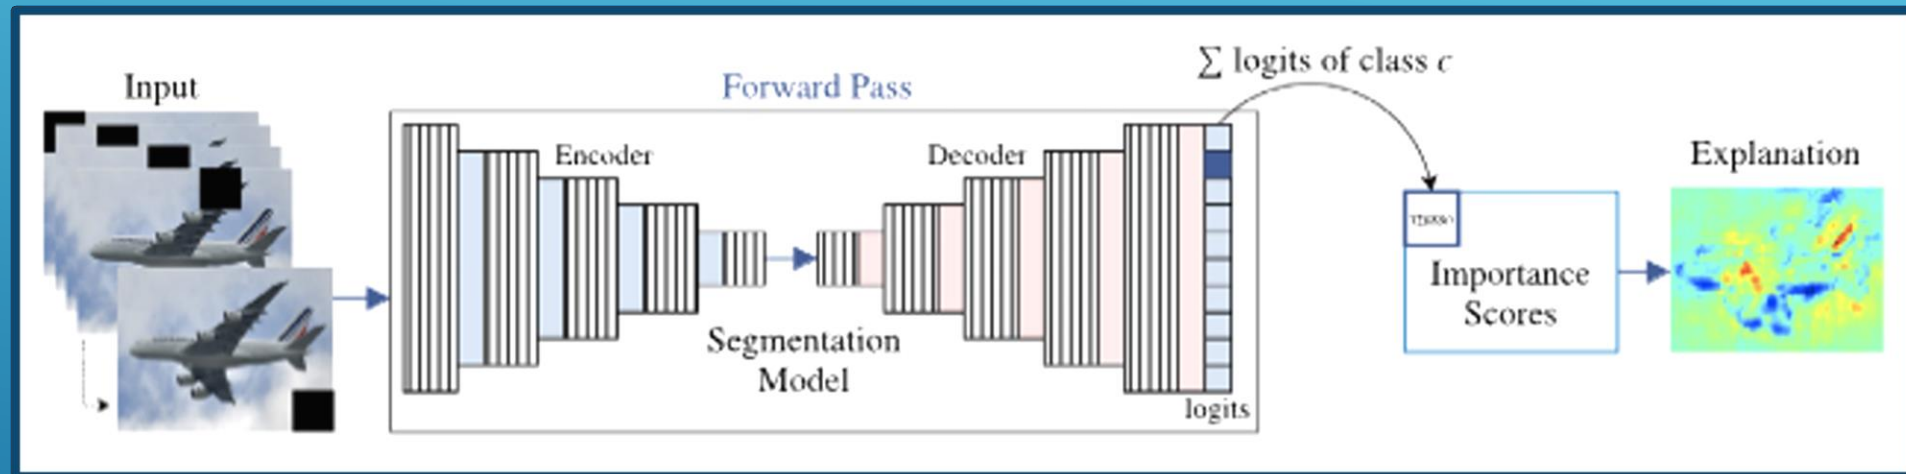 Input
Forward Pass
∑ logits of class c
Encoder
Decoder
Explanation
Segmentation
Model
logits
Importance
Scores